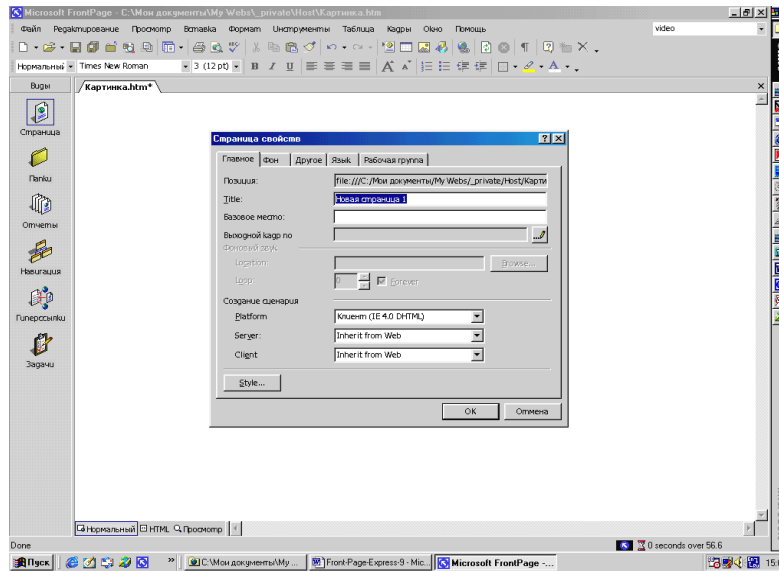 Microsoft FrontPage - C:\Мои документы\My Webs\_private\Host\Картинка.htm
Файл Редактирование Просмотр Вставка Формат Инструменты Таблица Кадры Окно Помощь video
Нормальный Times New Roman 3 (12 pt) B I U
Виды Картинка.htm*
Страница
Папки
Отчеты
Навигация
Гиперссылки
Задачи
Страница свойств
Главное Фон Другое Язык Рабочая группа
Позиция: file:///C:/Мои документы/My Webs/_private/Host/Карти
Title: Новая страница 1
Базовое место:
Выходной кадр по
Фоновый звук
Location: Browse...
Loop: 0 Forever
Создание сценария
Platform Клиент (IE 4.0 DHTML)
Server: Inherit from Web
Client Inherit from Web
Style...
OK Отмена
Нормальный HTML Просмотр
Done 0 seconds over 56.6
Пуск C:\Мои документы\My ... Front-Page-Express-9 - Mic... Microsoft FrontPage -...